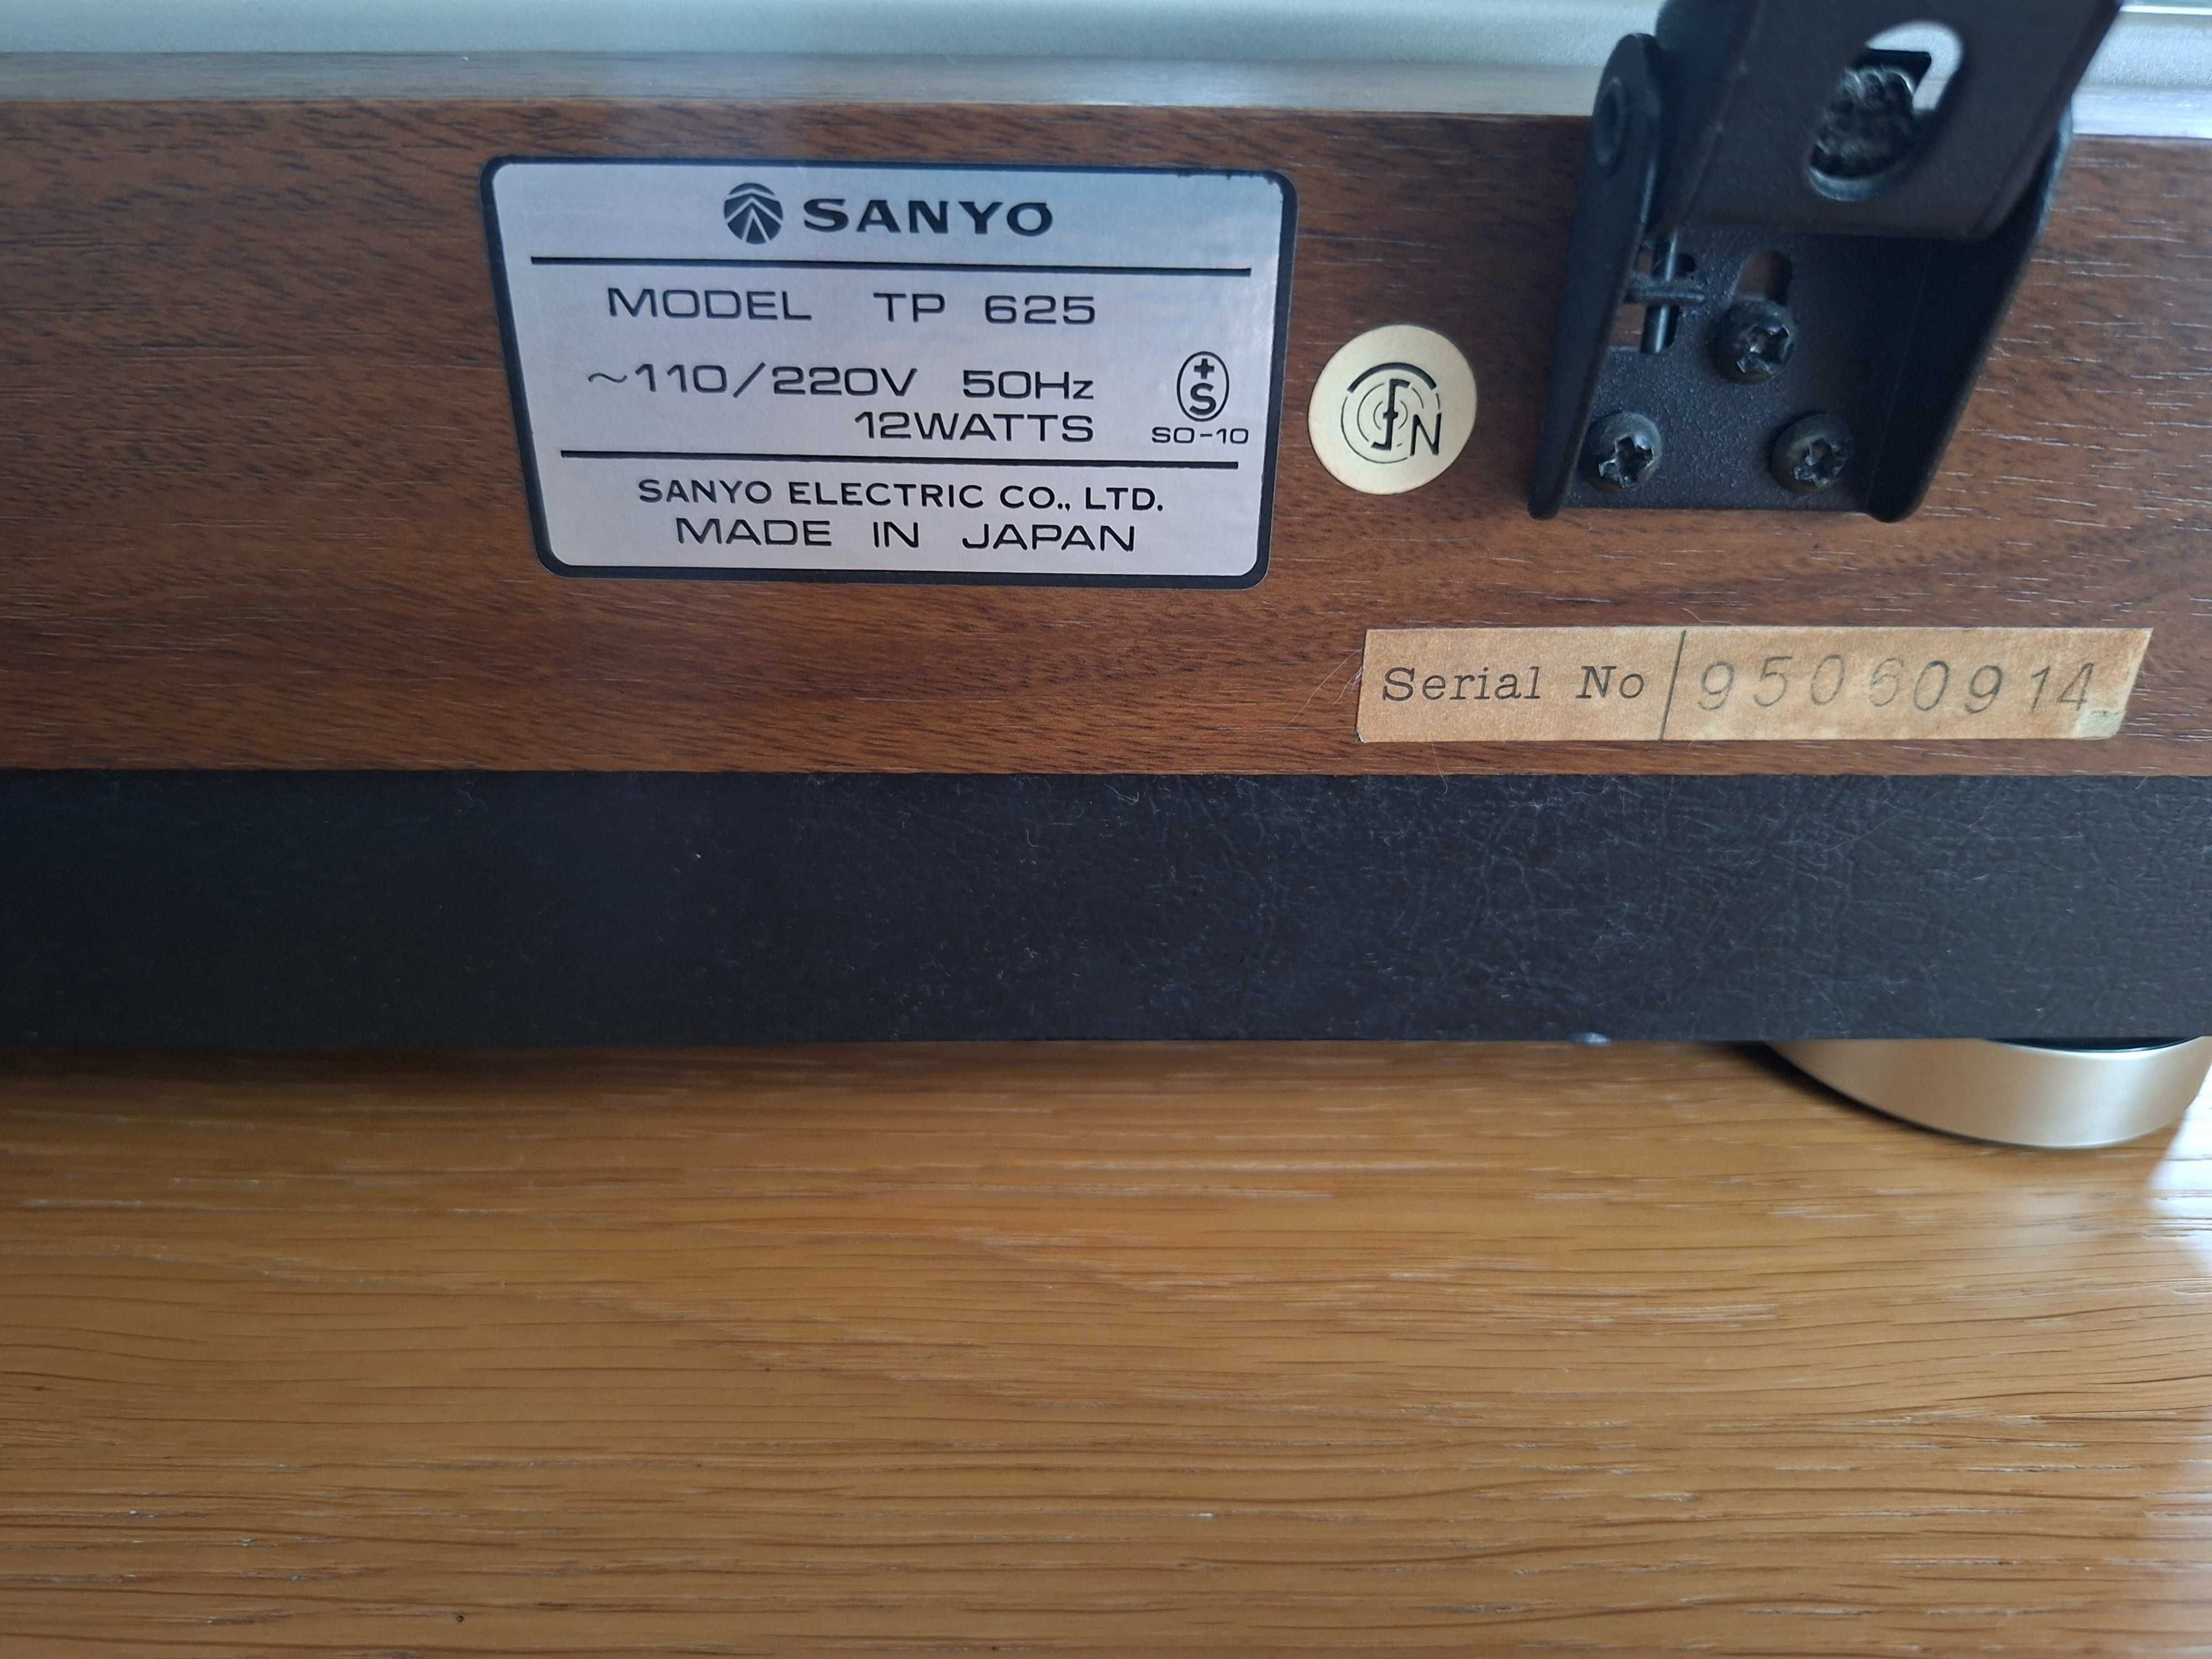 SANYO
MODEL TP 625
~110/220V 50Hz
12WATTS
+S
SO-10
SANYO ELECTRIC CO., LTD.
MADE IN JAPAN
N
Serial No 95060914